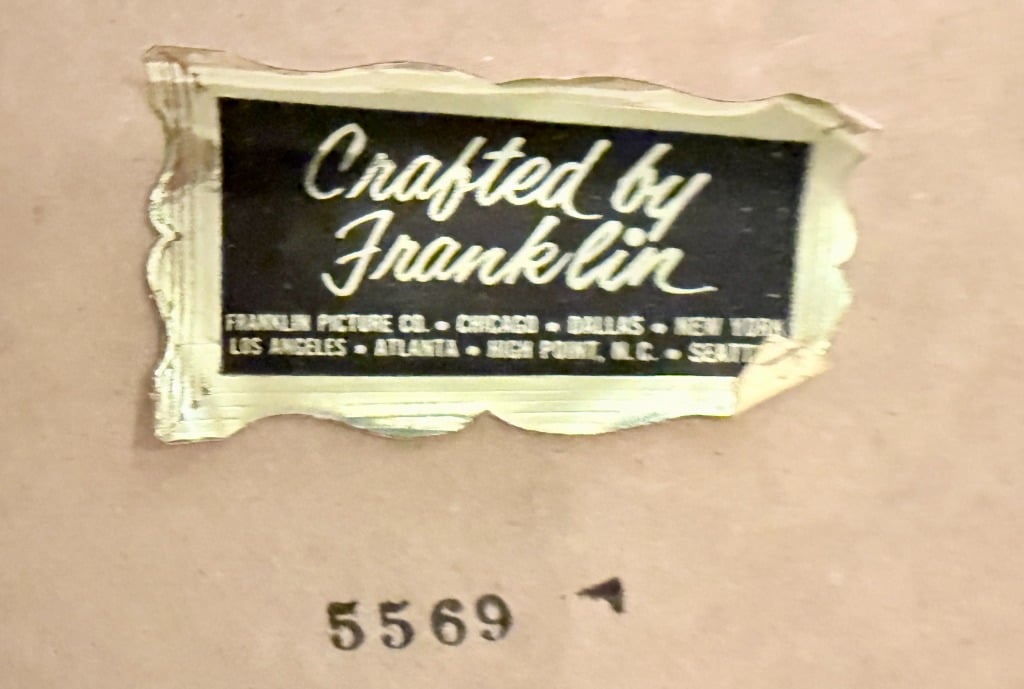 Crafted by
Franklin
FRANKLIN PICTURE CO. • CHICAGO • DALLAS • NEW YORK
LOS ANGELES • ATLANTA • HIGH POINT, N. C. •
5569